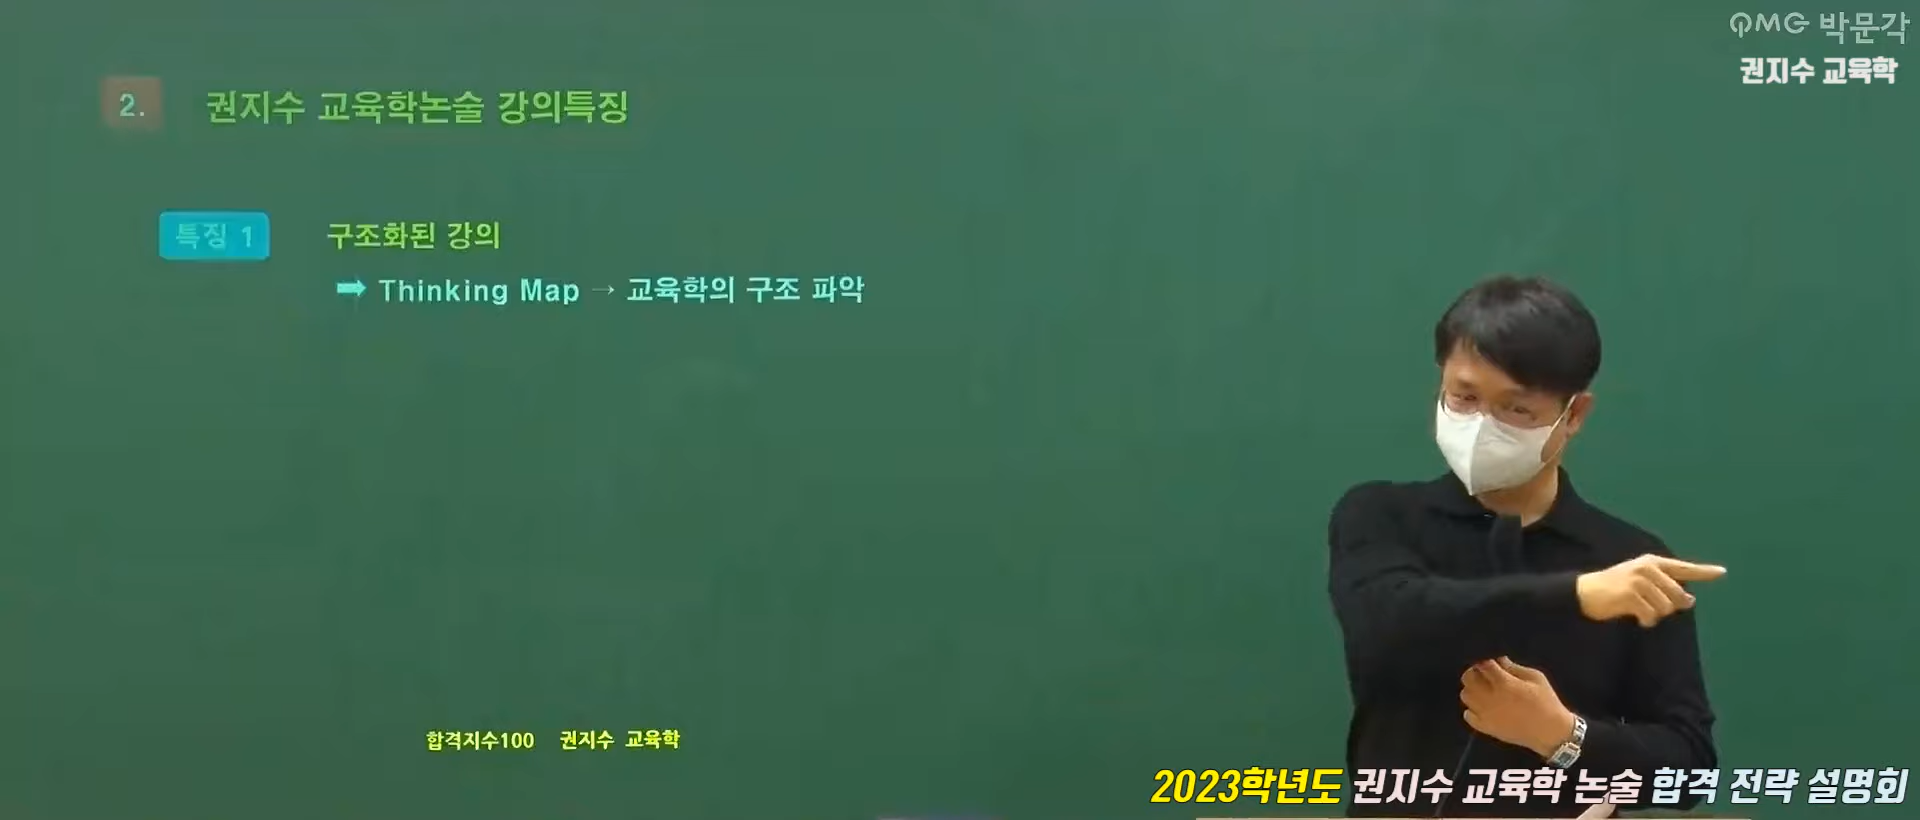 PMG 박문각
권지수 교육학
2. 권지수 교육학논술 강의특징
특징 1 구조화된 강의
➡ Thinking Map → 교육학의 구조 파악
합격지수100 권지수 교육학
2023학년도 권지수 교육학 논술 합격 전략 설명회